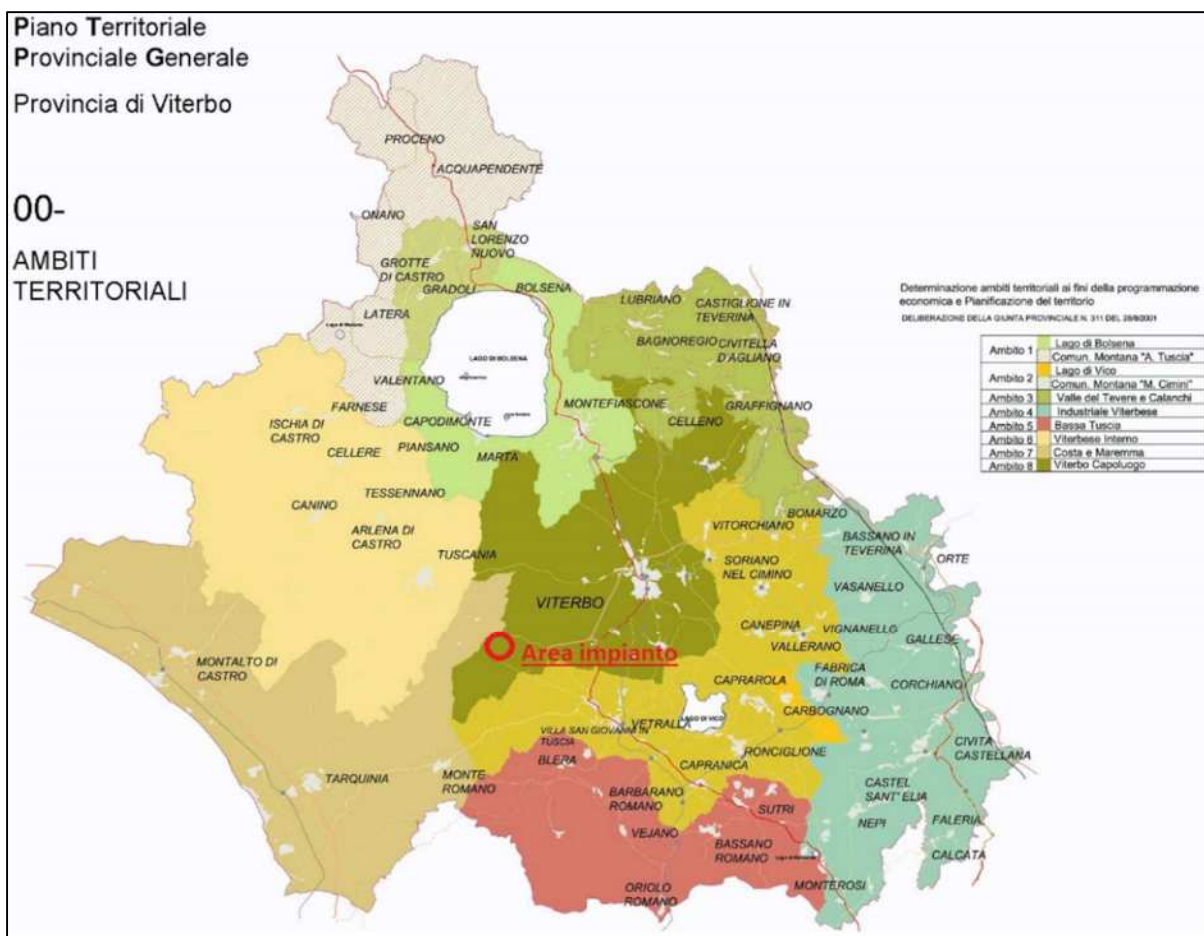 Piano Territoriale
Provinciale Generale
Provincia di Viterbo
00-
AMBITI
TERRITORIALI
PROCENO
ACQUAPENDENTE
ONANO
SAN
LORENZO
NUOVO
GROTTE
DI CASTRO
GRADOLI
BOLSENA
LATERA
LAGO DI BOLSENA
VALENTANO
FARNESE
CAPODIMONTE
ISCHIA DI
CASTRO
CELLERE
PIANSANO
MARTA
MONTEFIASCONE
LUBRIANO
CASTIGLIONE IN
TEVERINA
BAGNOREGIO
CIVITELLA
D'AGLIANO
GRAFFIGNANO
CELLENO
TESSENNANO
CANINO
ARLENA DI
CASTRO
TUSCANIA
BOMARZO
VITORCHIANO
BASSANO IN
TEVERINA
ORTE
SORIANO
NEL CIMINO
VASANELLO
VITERBO
CANEPINA
VIGNANELLO
VALLERANO
GALLESE
Area impianto
MONTALTO DI
CASTRO
CAPRAROLA
FABRICA
DI ROMA
CORCHIANO
CARBOGNANO
LAGO DI VICO
VETRALLA
VILLA SAN GIOVANNI IN
TUSCIA
BLERA
RONCIGLIONE
CIVITA
CASTELLANA
CAPRANICA
TARQUINIA
MONTE
ROMANO
BARBARANO
ROMANO
SUTRI
CASTEL
SANT' ELIA
NEPI
FALERIA
VEJANO
BASSANO
ROMANO
CALCATA
MONTEROSI
ORIOLO
ROMANO
Determinazione ambiti territoriali ai fini della programmazione
economica e Pianificazione del territorio
DELIBERAZIONE DELLA GIUNTA PROVINCIALE N. 311 DEL
Ambito 1 Lago di Bolsena
Comun. Montana "A. Tuscia"
Ambito 2 Lago di Vico
Comun. Montana "M. Cimini"
Ambito 3 Valle del Tevere e Calanchi
Ambito 4 Industriale Viterbese
Ambito 5 Bassa Tuscia
Ambito 6 Viterbese Interno
Ambito 7 Costa e Maremma
Ambito 8 Viterbo Capoluogo